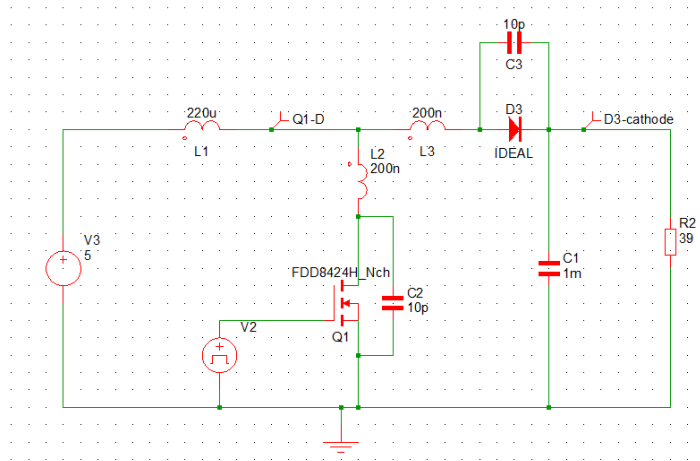 10p
C3
220u
Q1-D
200n
D3
D3-cathode
L1
L3
IDEAL
L2
200n
V3
5
R2
39
FDD8424H_Nch
C2
10p
C1
1m
V2
Q1